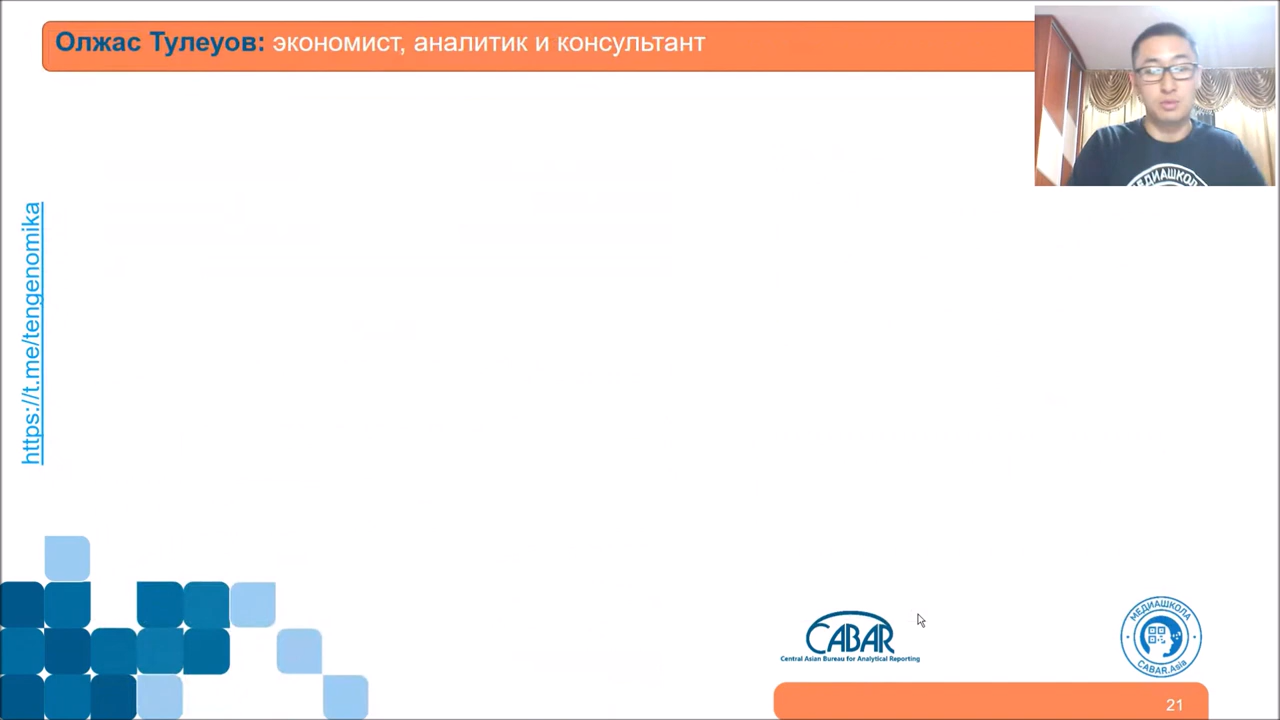 Олжас Тулеуов: экономист, аналитик и консультант
МЕДИАШКОЛА
https://t.me/tengenomika
CABAR
Central Asian Bureau for Analytical Reporting
МЕДИАШКОЛА
CABAR.Asia
21